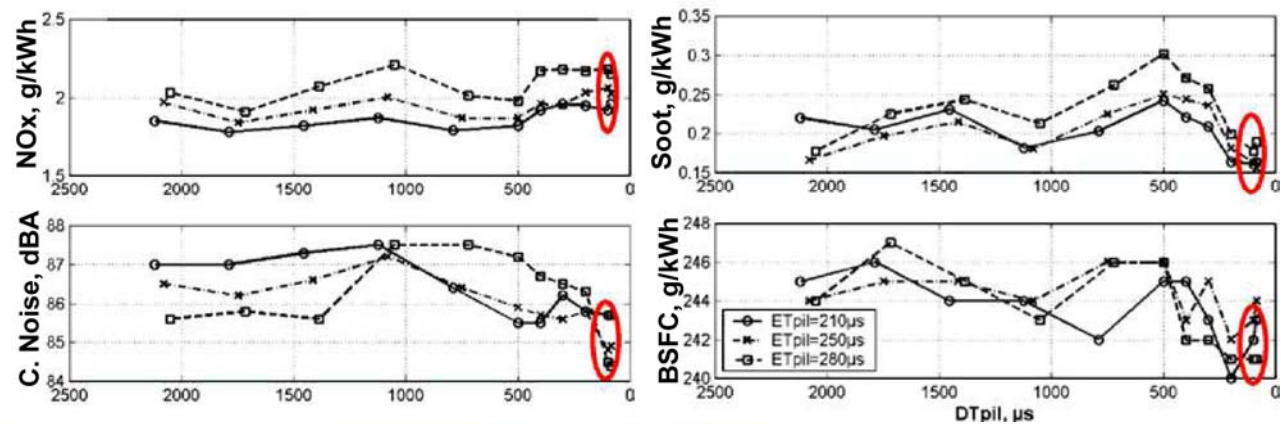 NOx, g/kWh
2.5
2
1.5
2500 2000 1500 1000 500 0
Soot, g/kWh
0.35
0.3
0.25
0.2
0.15
2500 2000 1500 1000 500 0
C. Noise, dBA
88
87
86
85
84
2500 2000 1500 1000 500 0
BSFC, g/kWh
248
246
244
242
240
2500 2000 1500 1000 500 0
ETpil=210µs
ETpil=250µs
ETpil=280µs
DTpil, µs